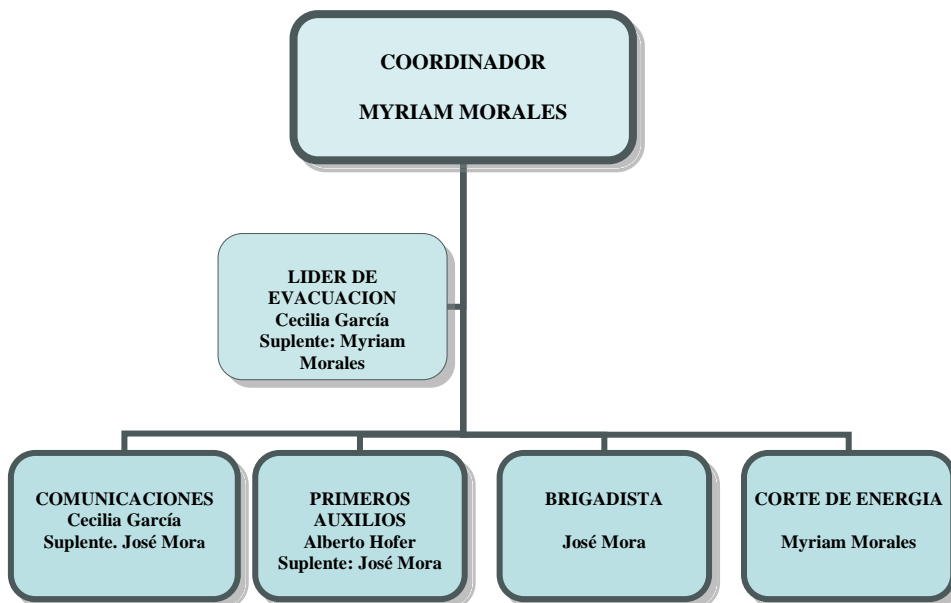 COORDINADOR
MYRIAM MORALES
LIDER DE
EVACUACION
Cecilia García
Suplente: Myriam
Morales
COMUNICACIONES
Cecilia García
Suplente. José Mora
PRIMEROS
AUXILIOS
Alberto Hofer
Suplente: José Mora
BRIGADISTA
José Mora
CORTE DE ENERGIA
Myriam Morales